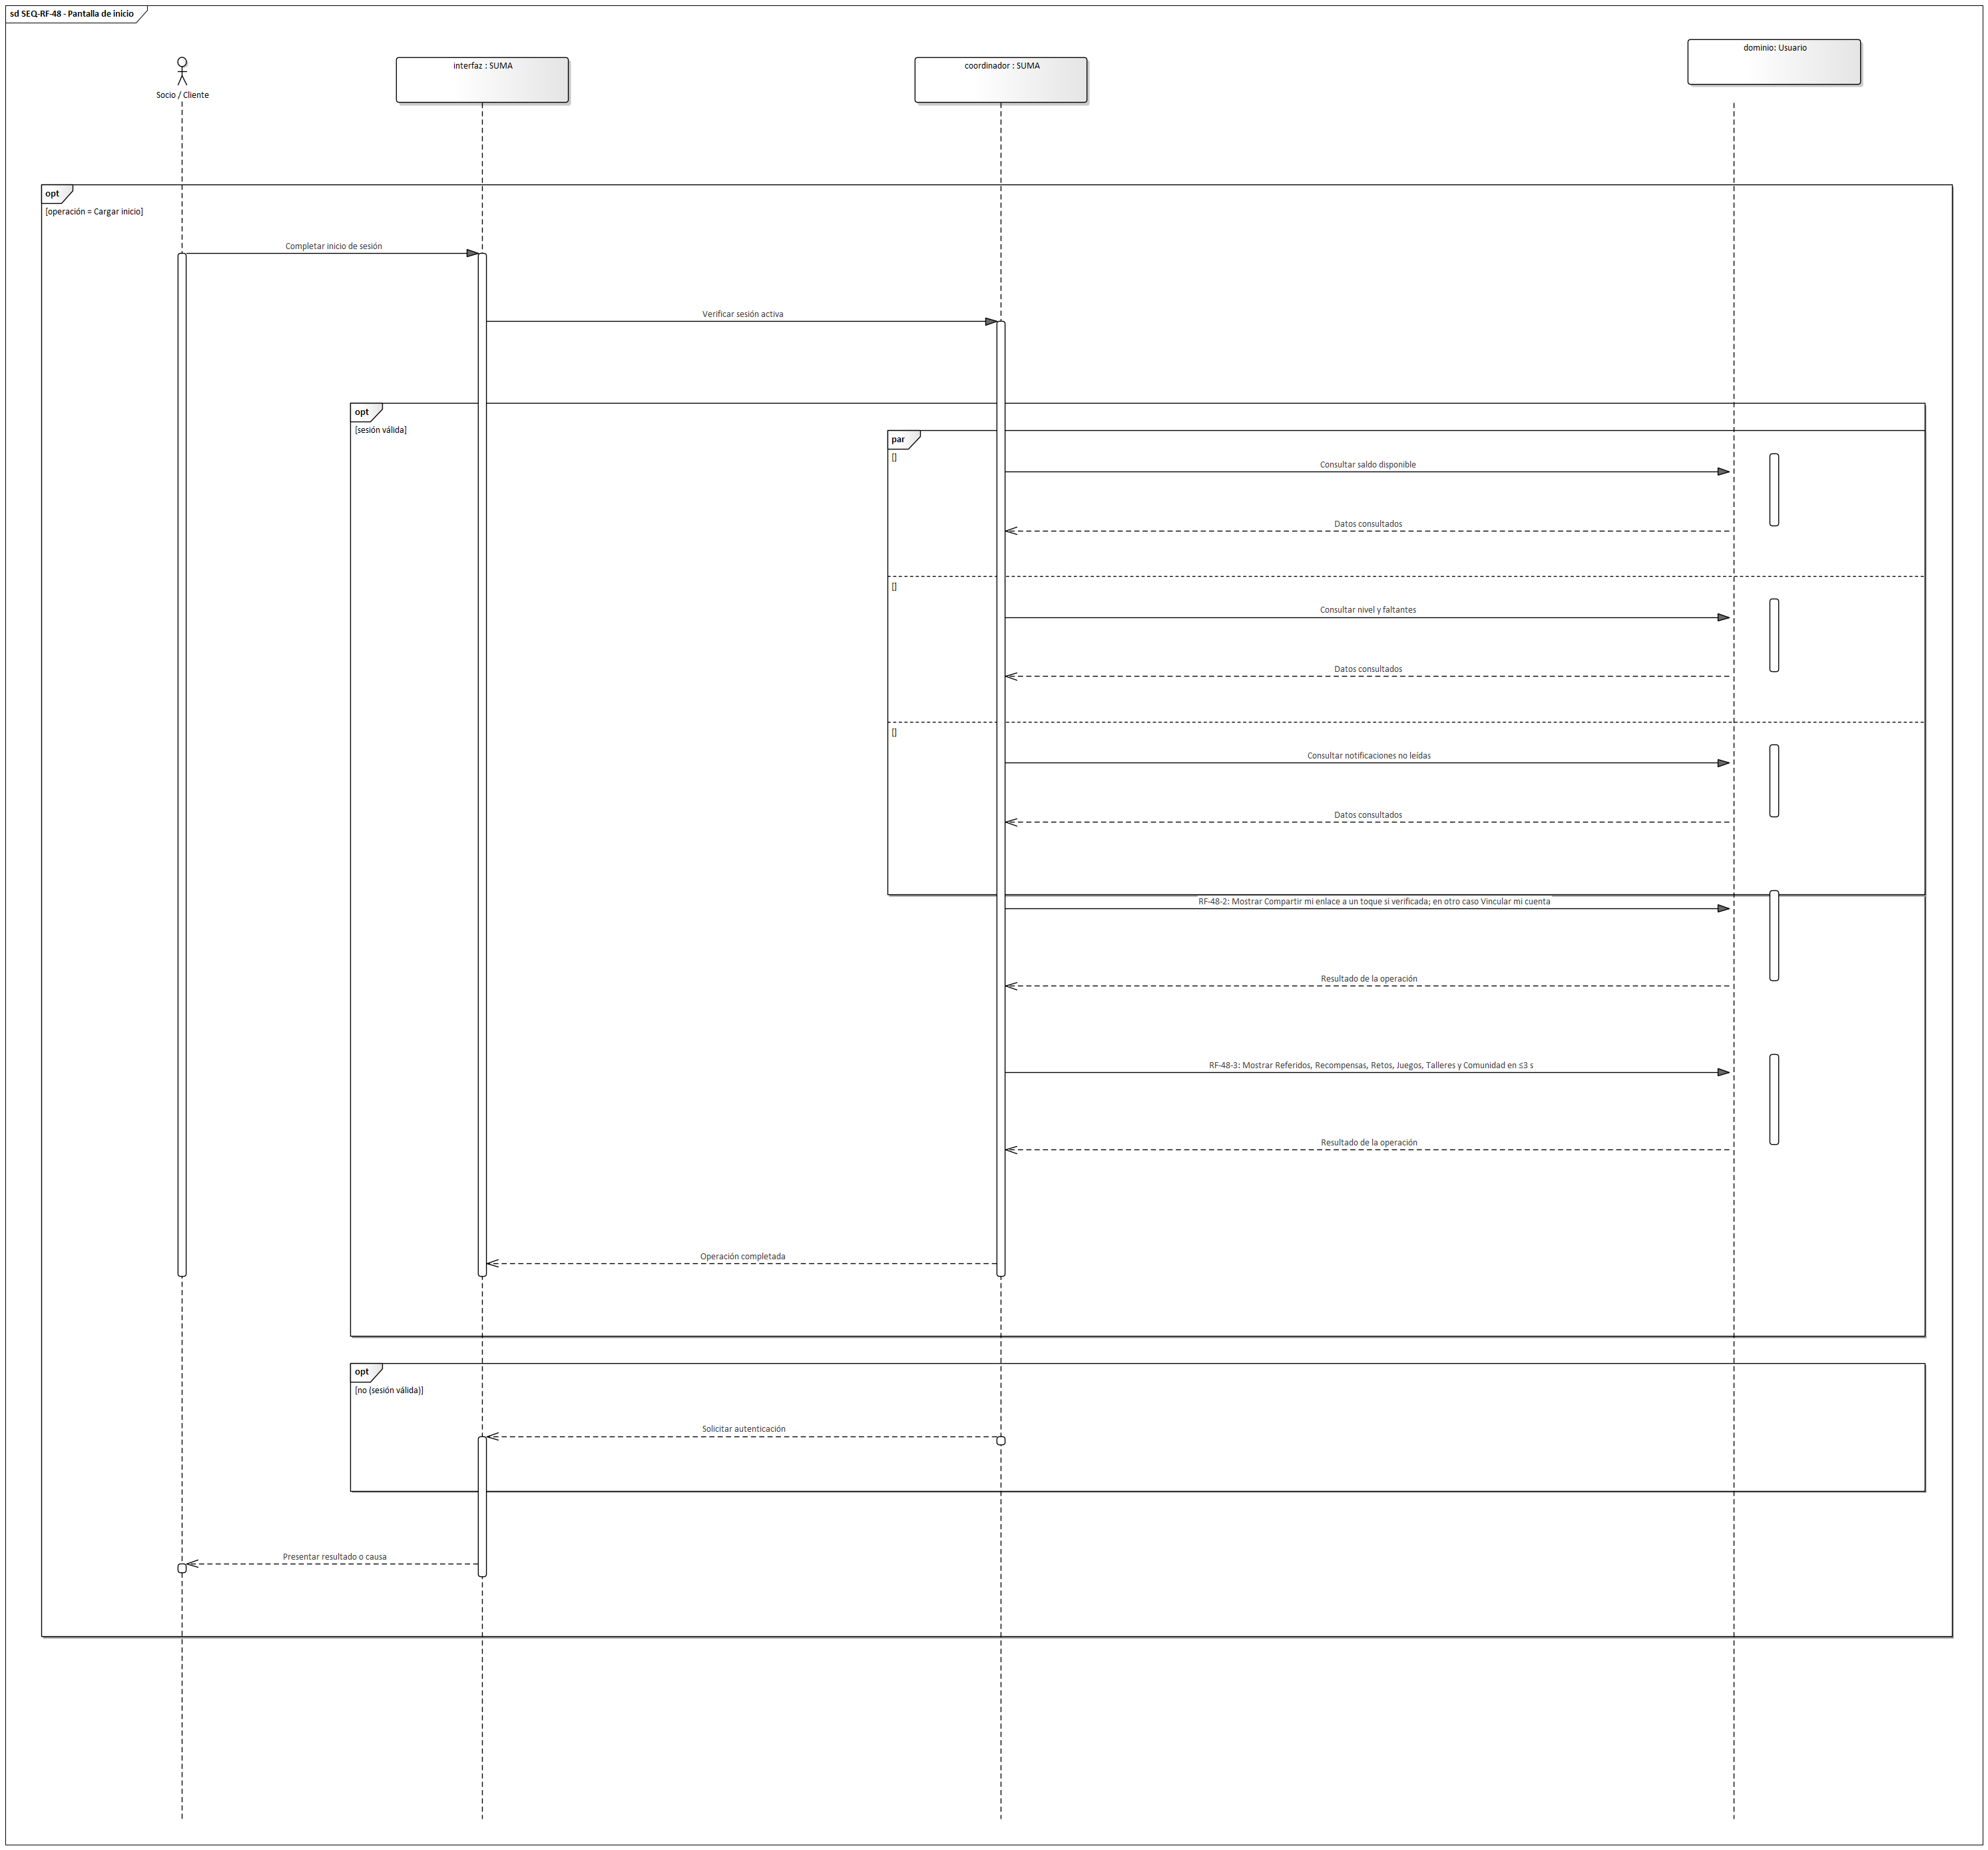 sd SEQ-RF-48 - Pantalla de inicio
Socio / Cliente
interfaz : SUMA
coordinador : SUMA
dominio: Usuario
opt
[operación = Cargar inicio]
Completar inicio de sesión
Verificar sesión activa
opt
[sesión válida]
par
[]
Consultar saldo disponible
Datos consultados
[]
Consultar nivel y faltantes
Datos consultados
[]
Consultar notificaciones no leídas
Datos consultados
RF-48-2: Mostrar Compartir mi enlace a un toque si verificada; en otro caso Vincular mi cuenta
Resultado de la operación
RF-48-3: Mostrar Referidos, Recompensas, Retos, Juegos, Talleres y Comunidad en ≤3 s
Resultado de la operación
Operación completada
opt
[no (sesión válida)]
Solicitar autenticación
Presentar resultado o causa